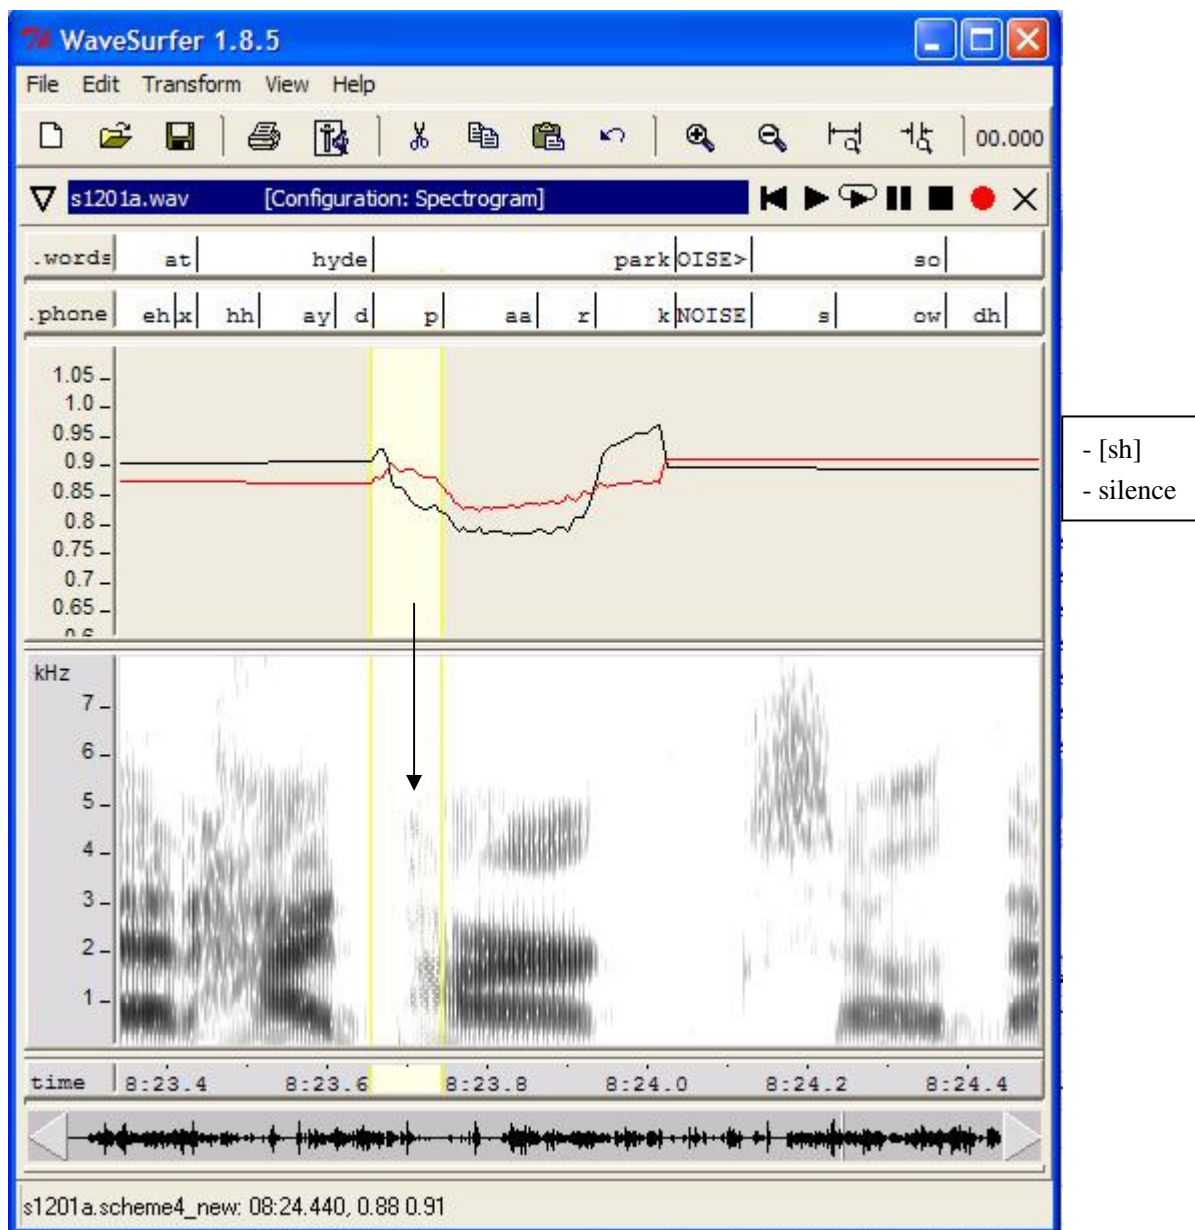 WaveSurfer 1.8.5
File Edit Transform View Help
00.000
s1201a.wav [Configuration: Spectrogram]
.words at hyde park OISE> so
.phone eh x hh ay d p aa r k NOISE s ow dh
1.05
1.0
0.95
0.9
0.85
0.8
0.75
0.7
0.65
0.6
- [sh]
- silence
kHz
7
6
5
4
3
2
1
time 8:23.4 8:23.6 8:23.8 8:24.0 8:24.2 8:24.4
s1201a.scheme4_new: 08:24.440, 0.88 0.91